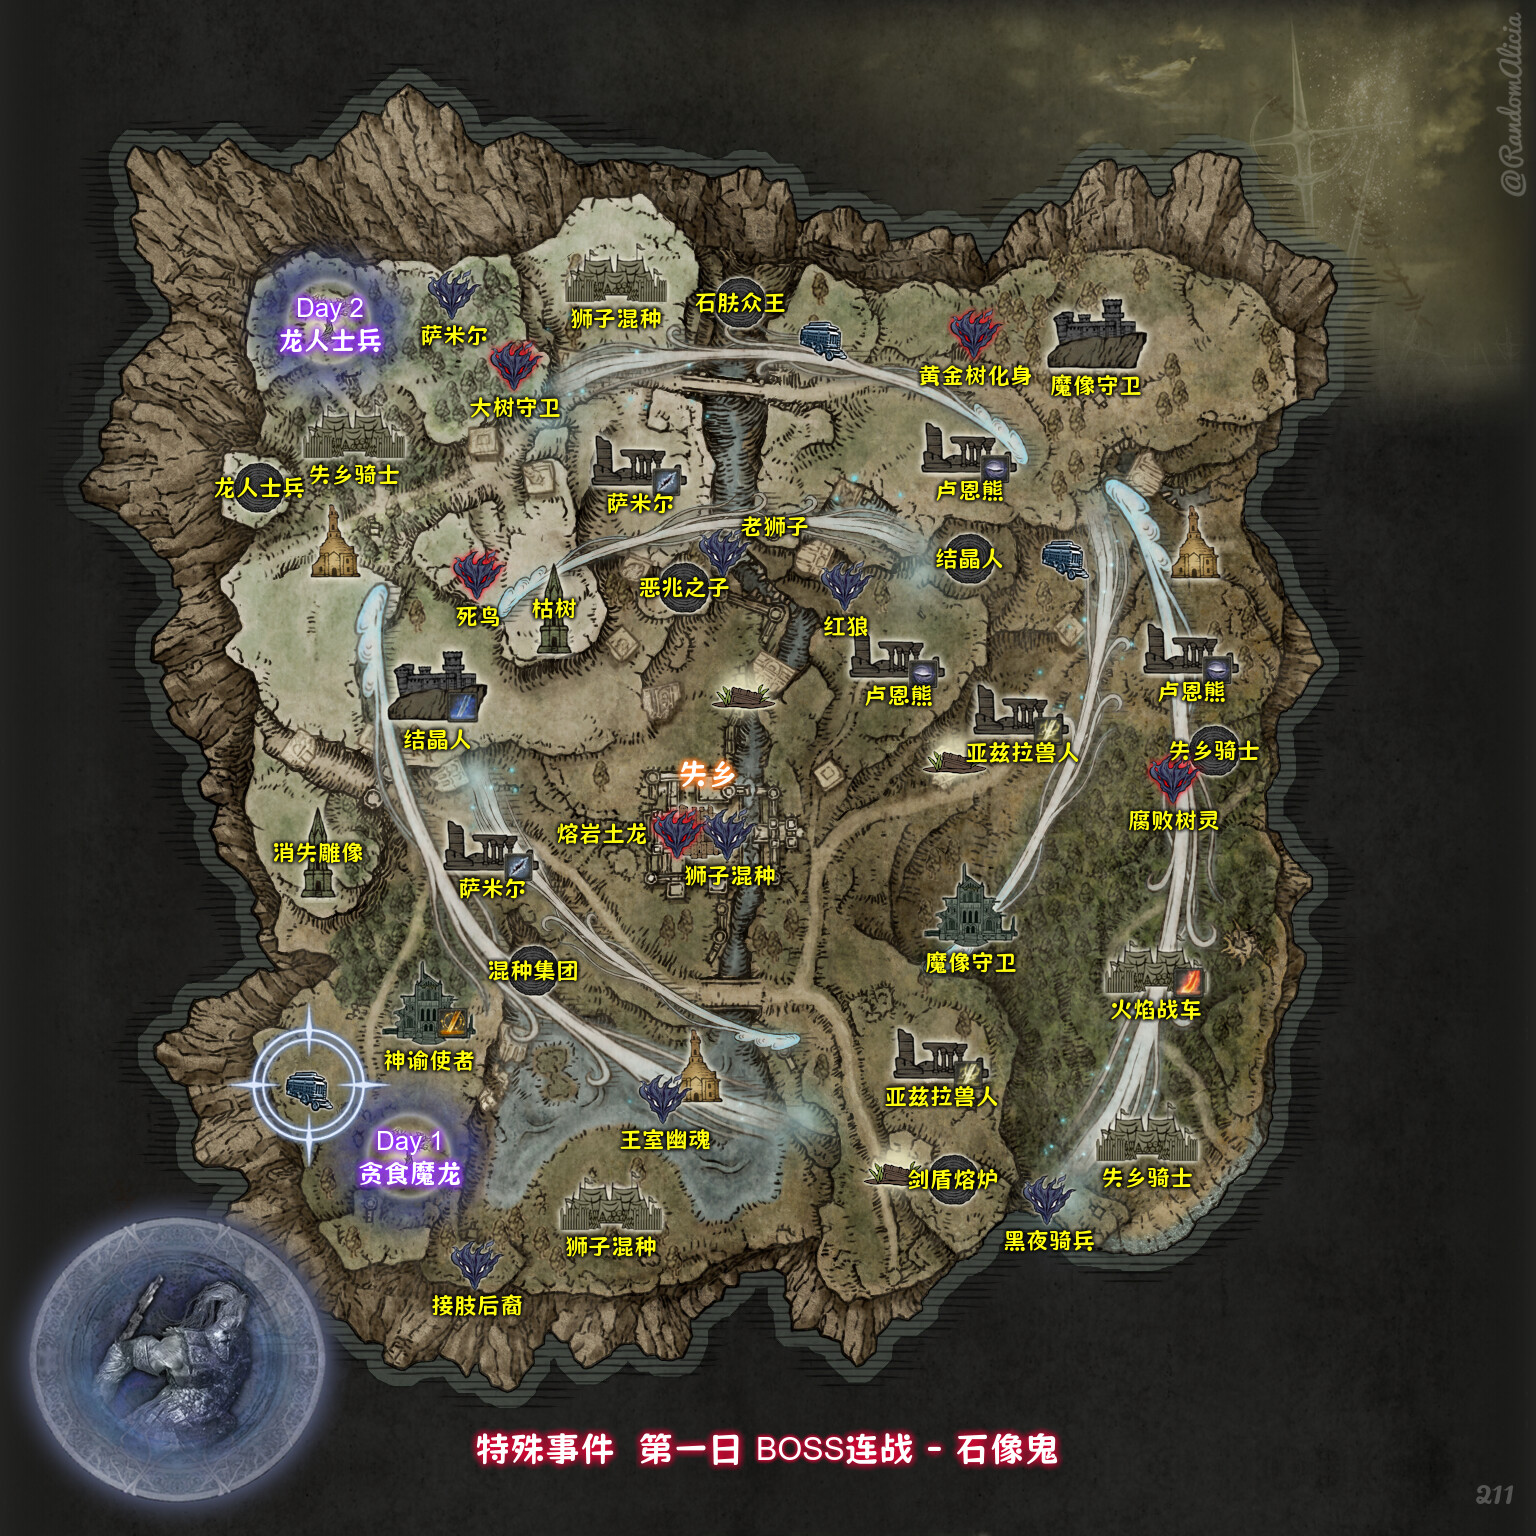 @RandomAlicia
Day 2
龙人士兵
萨米尔
狮子混种
石肤众王
大树守卫
黄金树化身
魔像守卫
失乡骑士
龙人士兵
萨米尔
卢恩熊
老狮子
结晶人
恶兆之子
死鸟
枯树
红狼
卢恩熊
卢恩熊
结晶人
亚兹拉兽人
失乡骑士
失乡
腐败树灵
熔岩土龙
狮子混种
消失雕像
萨米尔
混种集团
魔像守卫
火焰战车
神谕使者
亚兹拉兽人
Day 1
贪食魔龙
王室幽魂
剑盾熔炉
失乡骑士
狮子混种
黑夜骑兵
接肢后裔
特殊事件 第一日 BOSS连战 - 石像鬼
211